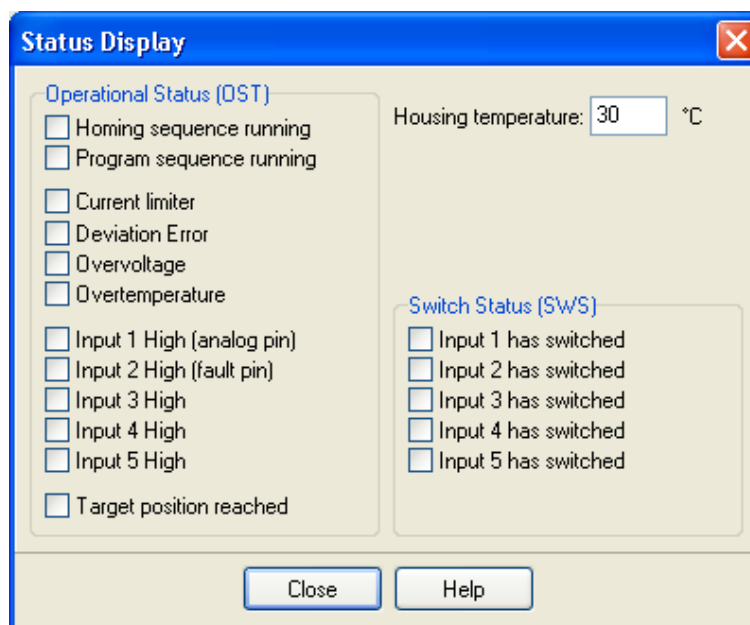 Status Display
Operational Status (OST)
Homing sequence running
Program sequence running
Current limiter
Deviation Error
Overvoltage
Overtemperature
Input 1 High (analog pin)
Input 2 High (fault pin)
Input 3 High
Input 4 High
Input 5 High
Target position reached
Housing temperature: 30 °C
Switch Status (SWS)
Input 1 has switched
Input 2 has switched
Input 3 has switched
Input 4 has switched
Input 5 has switched
Close
Help